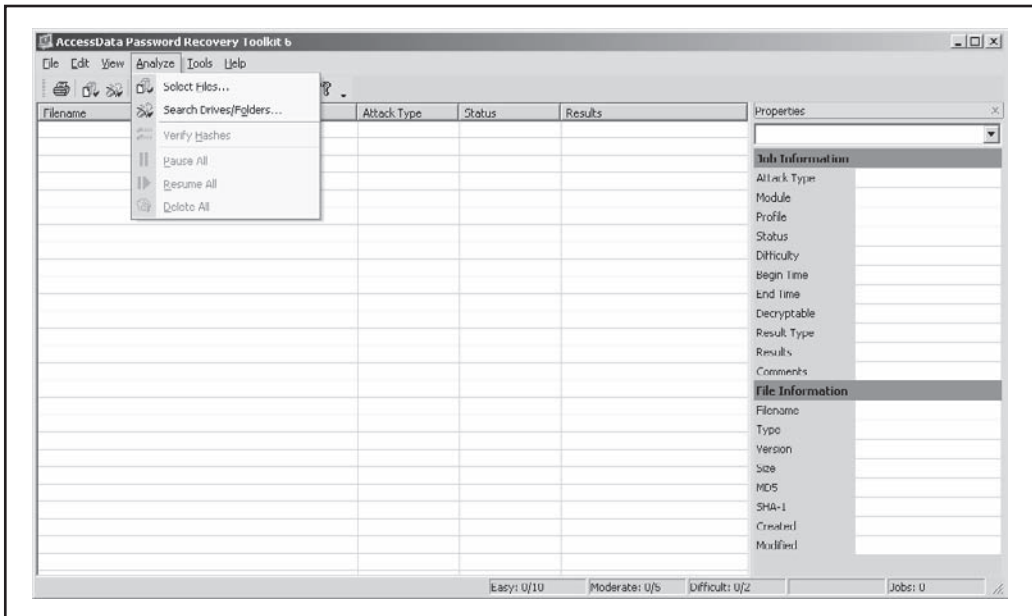 AccessData Password Recovery Toolkit 6
File Edit View Analyze Tools Help
Select Files...
Search Drives/Folders...
Verify Hashes
Pause All
Resume All
Delete All
Filename Attack Type Status Results
Properties
Job Information
Attack Type
Module
Profile
Status
Difficulty
Begin Time
End Time
Decryptable
Result Type
Results
Comments
File Information
Filename
Type
Version
Size
MD5
SHA-1
Created
Modified
Easy: 0/10 Moderate: 0/5 Difficult: 0/2 Jobs: 0